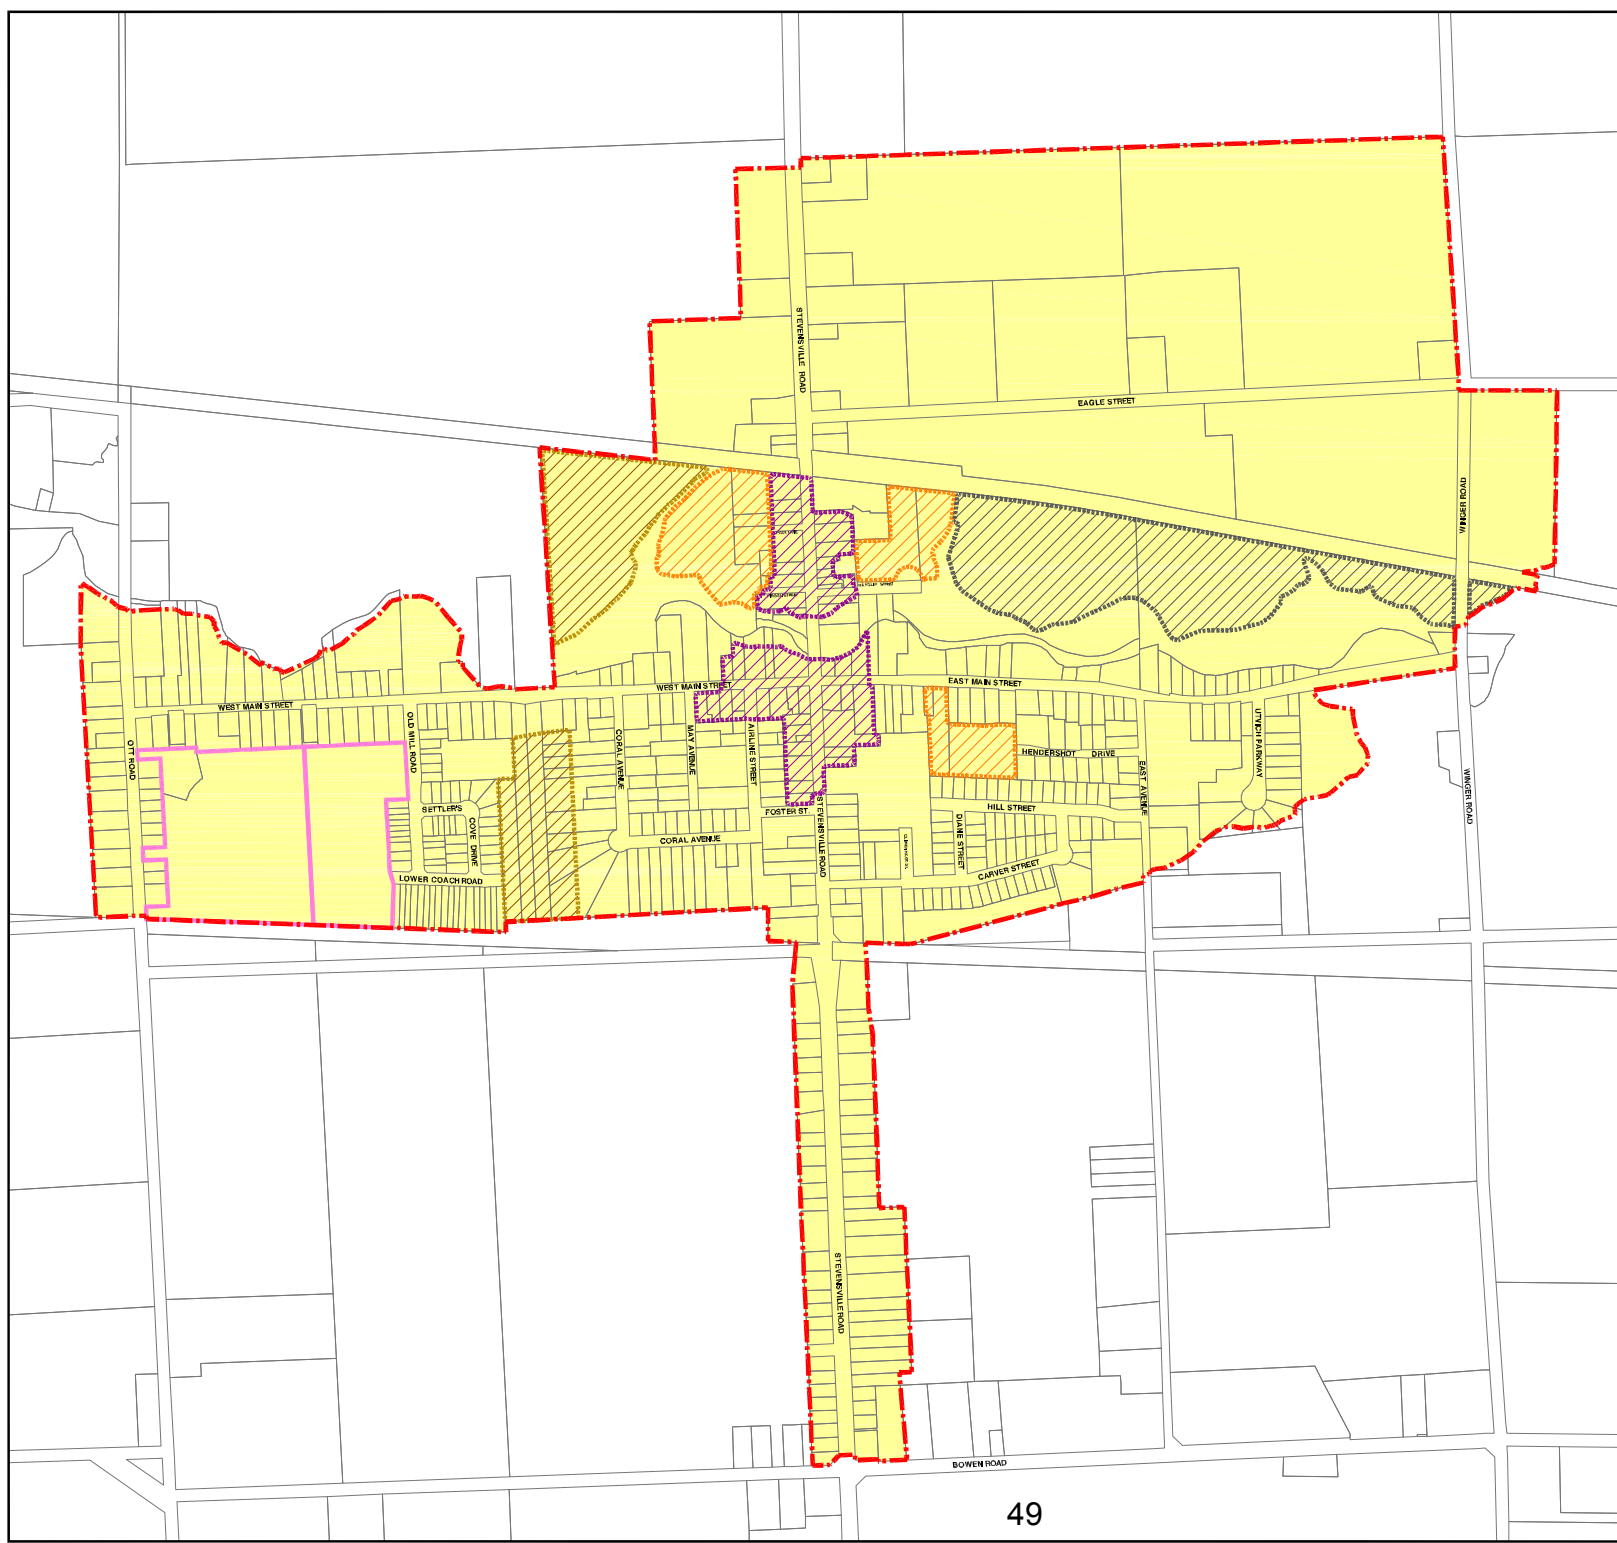 STEVENSVILLE ROAD
EAGLE STREET
WINGER ROAD
WEST MAIN STREET
EAST MAIN STREET
WEST MAIN STREET
OTT ROAD
OLD MILL ROAD
CORAL AVENUE
MAY AVENUE
AIRLINE STREET
HENDERSHOT DRIVE
EAST AVENUE
UTVICH PARKWAY
WINGER ROAD
SETTLER'S
COVE DRIVE
FOSTER ST.
STEVENSVILLE ROAD
HILL STREET
DIANE STREET
CORAL AVENUE
LOWER COACH ROAD
CARVER STREET
STEVENSVILLE ROAD
BOWEN ROAD
49